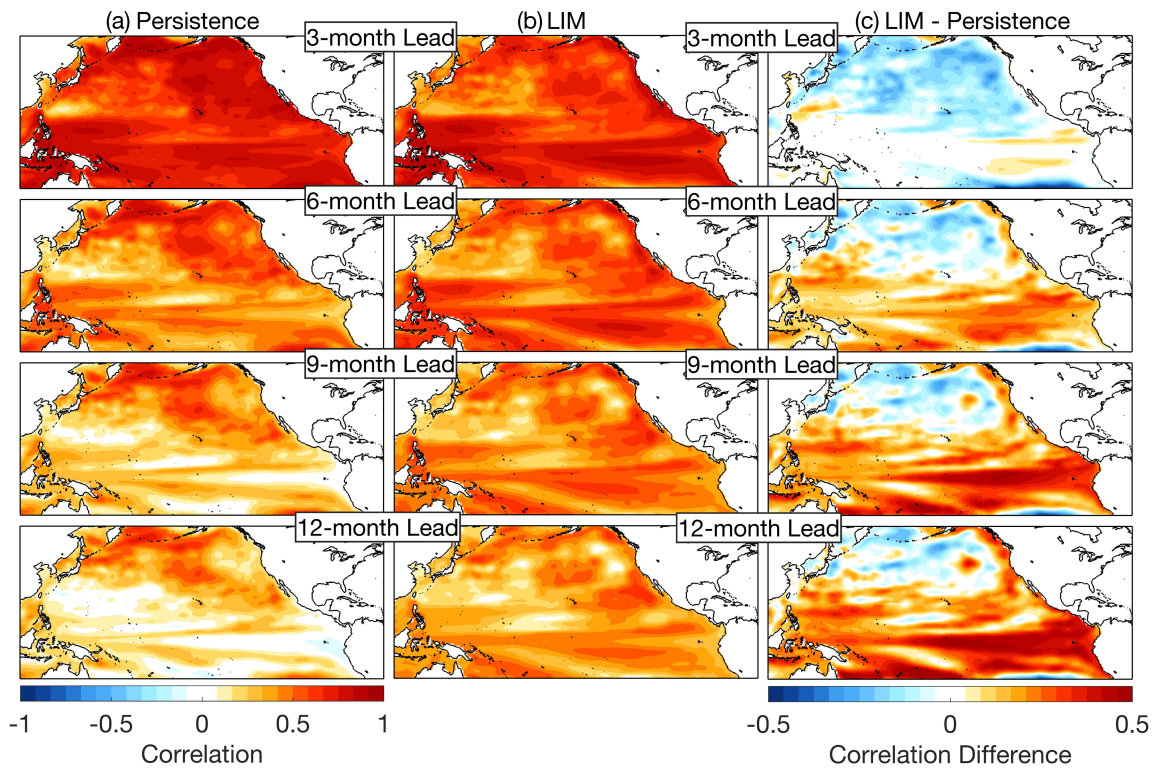 (a) Persistence
(b) LIM
(c) LIM - Persistence
3-month Lead
3-month Lead
6-month Lead
6-month Lead
9-month Lead
9-month Lead
12-month Lead
12-month Lead
-1 -0.5 0 0.5 1
Correlation
-0.5 0 0.5
Correlation Difference